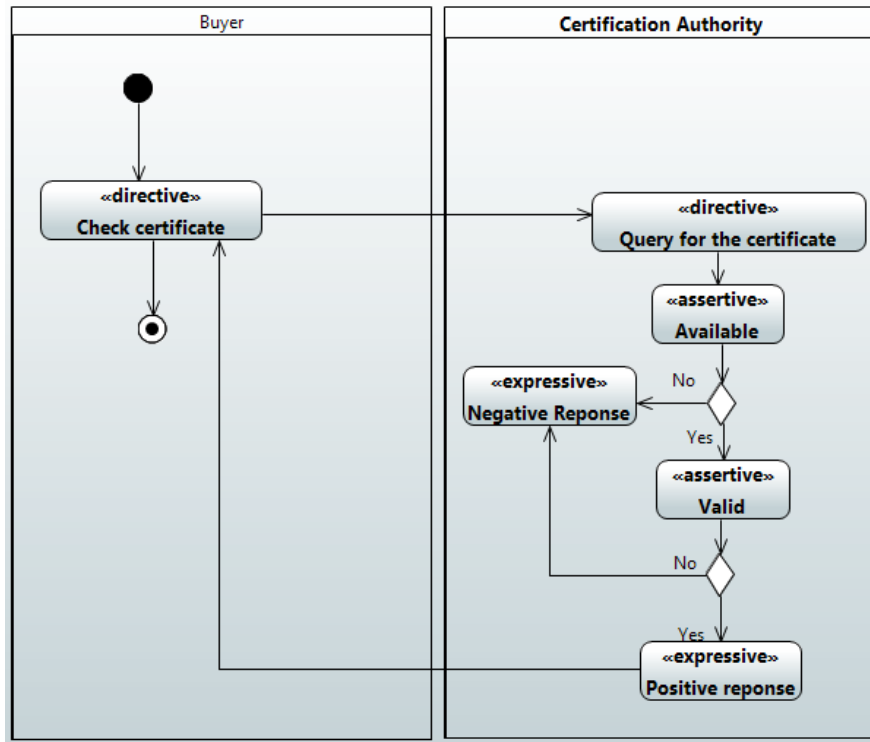 Buyer
Certification Authority
«directive»
Check certificate
«directive»
Query for the certificate
«assertive»
Available
No
«expressive»
Negative Reponse
Yes
«assertive»
Valid
No
Yes
«expressive»
Positive reponse